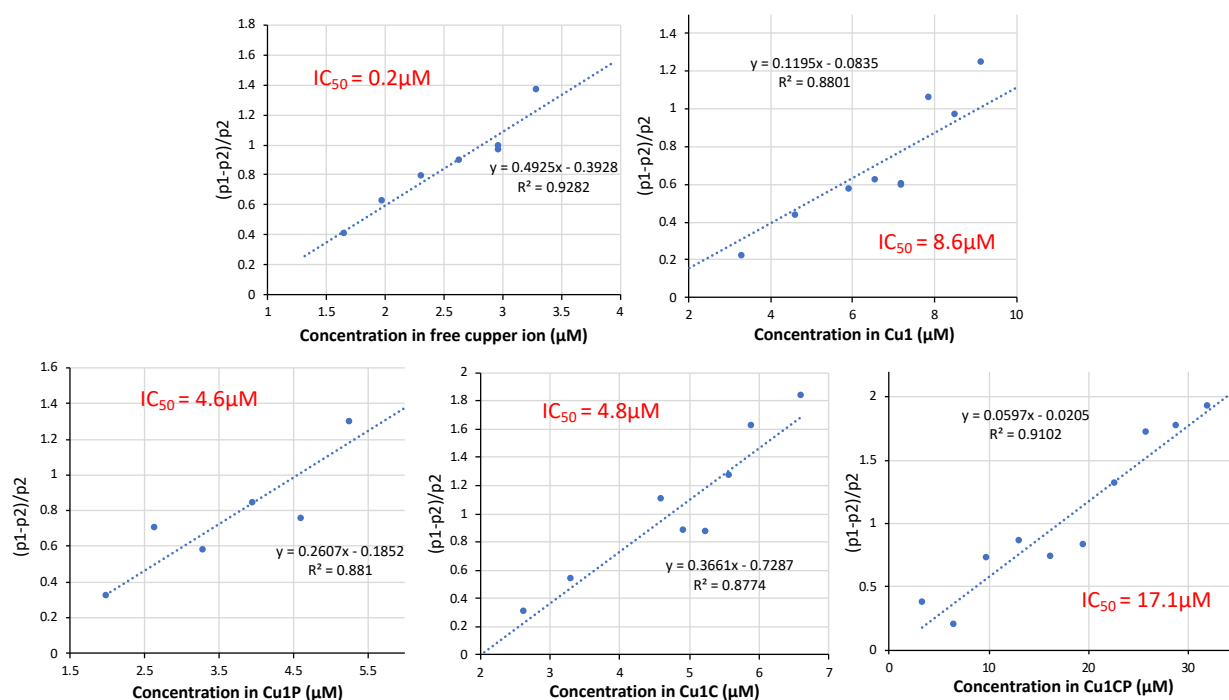 1.8
1.6
1.4
1.2
1
0.8
0.6
0.4
0.2
0
(p1-p2)/p2
IC50 = 0.2µM
y = 0.4925x - 0.3928
R² = 0.9282
1 1.5 2 2.5 3 3.5 4
Concentration in free cupper ion (µM)
1.4
1.2
1
0.8
0.6
0.4
0.2
0
(p1-p2)/p2
y = 0.1195x - 0.0835
R² = 0.8801
IC50 = 8.6µM
2 4 6 8 10
Concentration in Cu1 (µM)
1.6
1.4
1.2
1
0.8
0.6
0.4
0.2
0
(p1-p2)/p2
IC50 = 4.6µM
y = 0.2607x - 0.1852
R² = 0.881
1.5 2.5 3.5 4.5 5.5
Concentration in Cu1P (µM)
2
1.8
1.6
1.4
1.2
1
0.8
0.6
0.4
0.2
0
(p1-p2)/p2
IC50 = 4.8µM
y = 0.3661x - 0.7287
R² = 0.8774
2 3 4 5 6 7
Concentration in Cu1C (µM)
2
1.5
1
0.5
0
(p1-p2)/p2
y = 0.0597x - 0.0205
R² = 0.9102
IC50 = 17.1µM
0 10 20 30
Concentration in Cu1CP (µM)